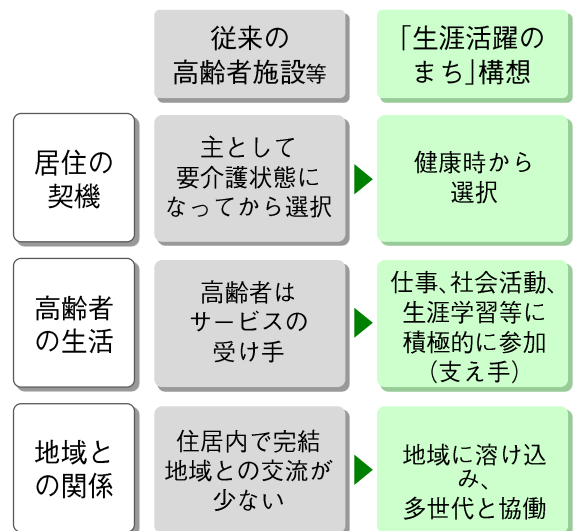 従来の
高齢者施設等
「生涯活躍の
まち」構想
居住の
契機
主として
要介護状態に
なってから選択
健康時から
選択
高齢者
の生活
高齢者は
サービスの
受け手
仕事、社会活動、
生涯学習等に
積極的に参加
（支え手）
地域と
の関係
住居内で完結
地域との交流が
少ない
地域に溶け込
み、
多世代と協働